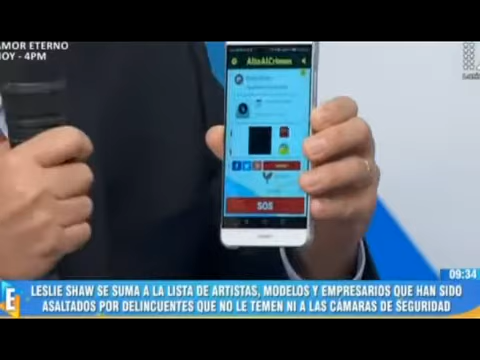 AMOR ETERNO
HOY - 4PM
AltoAlCrimen
SOS
09:34
E
LESLIE SHAW SE SUMA A LA LISTA DE ARTISTAS, MODELOS Y EMPRESARIOS QUE HAN SIDO
ASALTADOS POR DELINCUENTES QUE NO LE TEMEN NI A LAS CÁMARAS DE SEGURIDAD